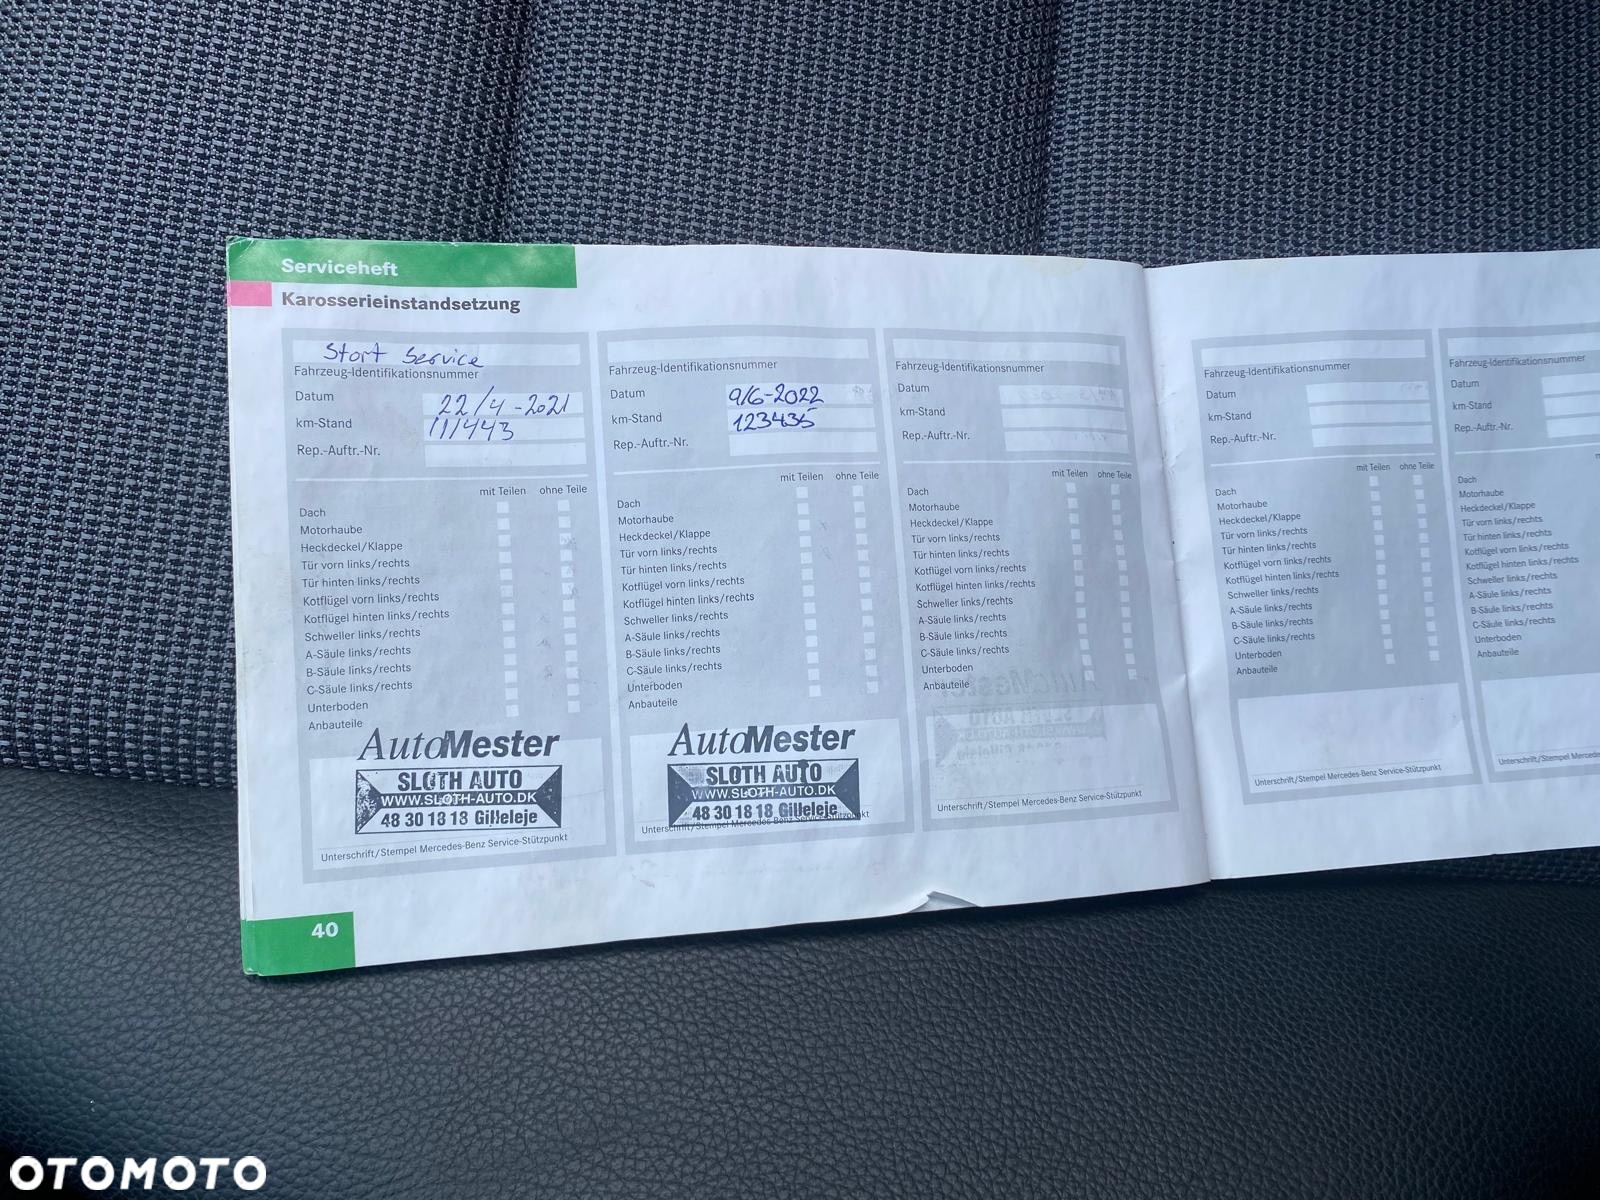 Serviceheft
Karosserieinstandsetzung
Stort Service
Fahrzeug-Identifikationsnummer
Datum 22/4-2021
km-Stand 111443
Rep.-Auftr.-Nr.
mit Teilen ohne Teile
Dach
Motorhaube
Heckdeckel/Klappe
Tür vorn links/rechts
Tür hinten links/rechts
Kotflügel vorn links/rechts
Kotflügel hinten links/rechts
Schweller links/rechts
A-Säule links/rechts
B-Säule links/rechts
C-Säule links/rechts
Unterboden
Anbauteile
AutoMester
SLOTH AUTO
WWW.SLOTH-AUTO.DK
48 30 18 18 Gilleleje
Unterschrift/Stempel Mercedes-Benz Service-Stützpunkt
Fahrzeug-Identifikationsnummer
Datum 9/6-2022
km-Stand 123435
Rep.-Auftr.-Nr.
mit Teilen ohne Teile
Dach
Motorhaube
Heckdeckel/Klappe
Tür vorn links/rechts
Tür hinten links/rechts
Kotflügel vorn links/rechts
Kotflügel hinten links/rechts
Schweller links/rechts
A-Säule links/rechts
B-Säule links/rechts
C-Säule links/rechts
Unterboden
Anbauteile
AutoMester
SLOTH AUTO
WWW.SLOTH-AUTO.DK
48 30 18 18 Gilleleje
Unterschrift/Stempel Mercedes-Benz Service-Stützpunkt
Fahrzeug-Identifikationsnummer
Datum
km-Stand
Rep.-Auftr.-Nr.
mit Teilen ohne Teile
Dach
Motorhaube
Heckdeckel/Klappe
Tür vorn links/rechts
Tür hinten links/rechts
Kotflügel vorn links/rechts
Kotflügel hinten links/rechts
Schweller links/rechts
A-Säule links/rechts
B-Säule links/rechts
C-Säule links/rechts
Unterboden
Anbauteile
Unterschrift/Stempel Mercedes-Benz Service-Stützpunkt
40
Fahrzeug-Identifikationsnummer
Datum
km-Stand
Rep.-Auftr.-Nr.
mit Teilen ohne Teile
Dach
Motorhaube
Heckdeckel/Klappe
Tür vorn links/rechts
Tür hinten links/rechts
Kotflügel vorn links/rechts
Kotflügel hinten links/rechts
Schweller links/rechts
A-Säule links/rechts
B-Säule links/rechts
C-Säule links/rechts
Unterboden
Anbauteile
Unterschrift/Stempel Mercedes-Benz Service-Stützpunkt
Fahrzeug-Identifikationsnummer
Datum
km-Stand
Rep.-Auftr.-Nr.
Dach
Motorhaube
Heckdeckel/Klappe
Tür vorn links/rechts
Tür hinten links/rechts
Kotflügel vorn links/rechts
Kotflügel hinten links/rechts
Schweller links/rechts
A-Säule links/rechts
B-Säule links/rechts
C-Säule links/rechts
Unterboden
Anbauteile
Unterschrift/Stempel Mercedes-Benz
OTOMOTO